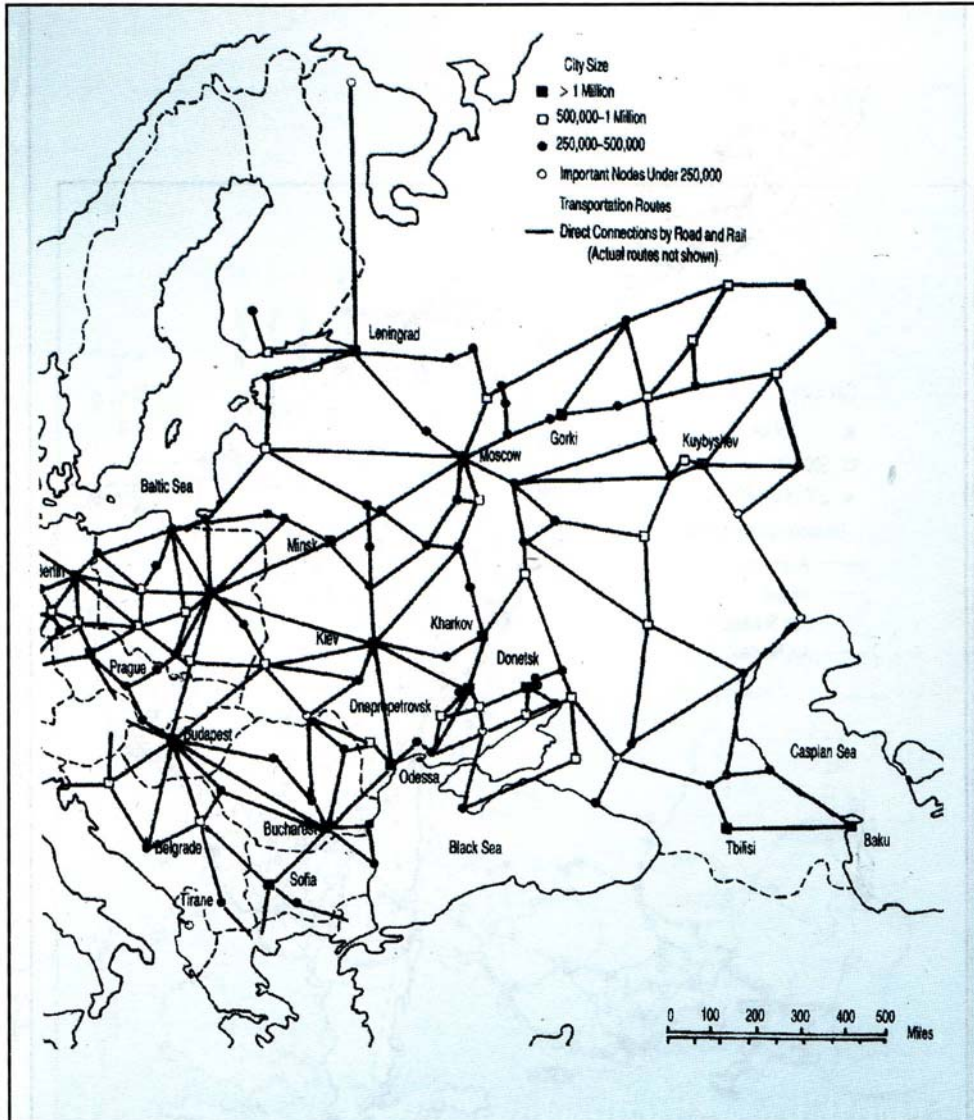 City Size
> 1 Million
500,000-1 Million
250,000-500,000
Important Nodes Under 250,000
Transportation Routes
Direct Connections by Road and Rail
(Actual routes not shown)
Leningrad
Gorki
Kuybyshev
Moscow
Baltic Sea
Minsk
Berlin
Kiev
Kharkov
Donetsk
Prague
Dnepropetrovsk
Budapest
Caspian Sea
Odessa
Bucharest
Black Sea
Belgrade
Tbilisi
Baku
Sofia
Tirane
0 100 200 300 400 500
Miles